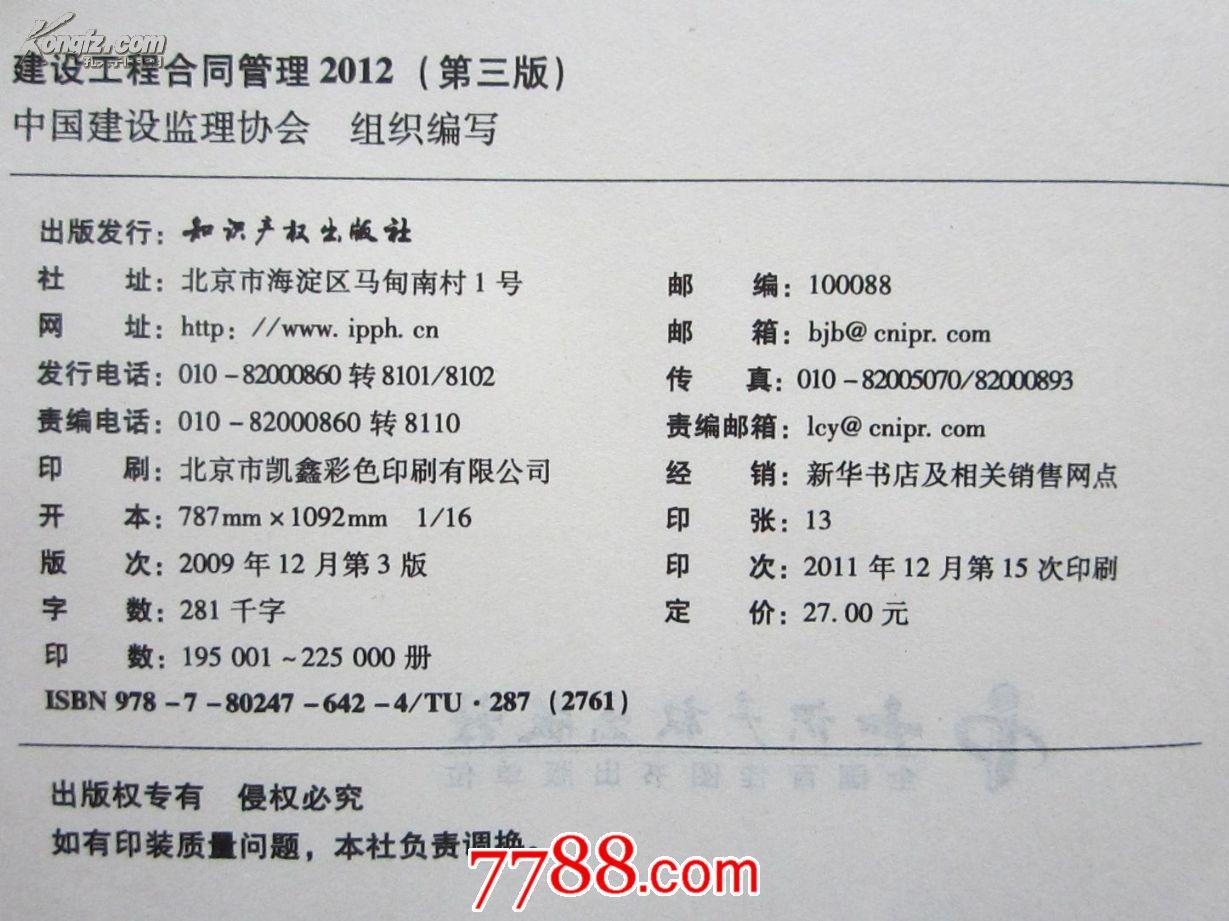 Kongfz.com
孔夫子旧书网
建设工程合同管理 2012 (第三版)
中国建设监理协会 组织编写
出版发行: 知识产权出版社
社 址: 北京市海淀区马甸南村 1 号 邮 编: 100088
网 址: http: //www. ipph. cn 邮 箱: bjb@ cnipr. com
发行电话: 010 - 82000860 转 8101/8102 传 真: 010 - 82005070/82000893
责编电话: 010 - 82000860 转 8110 责编邮箱: lcy@ cnipr. com
印 刷: 北京市凯鑫彩色印刷有限公司 经 销: 新华书店及相关销售网点
开 本: 787mm × 1092mm 1/16 印 张: 13
版 次: 2009 年 12 月第 3 版 印 次: 2011 年 12 月第 15 次印刷
字 数: 281 千字 定 价: 27. 00 元
印 数: 195 001 ~ 225 000 册
ISBN 978 - 7 - 80247 - 642 - 4/TU · 287 (2761)
知识产权出版社
全国百佳图书出版单位
出版权专有 侵权必究
如有印装质量问题, 本社负责调换。
7788.com